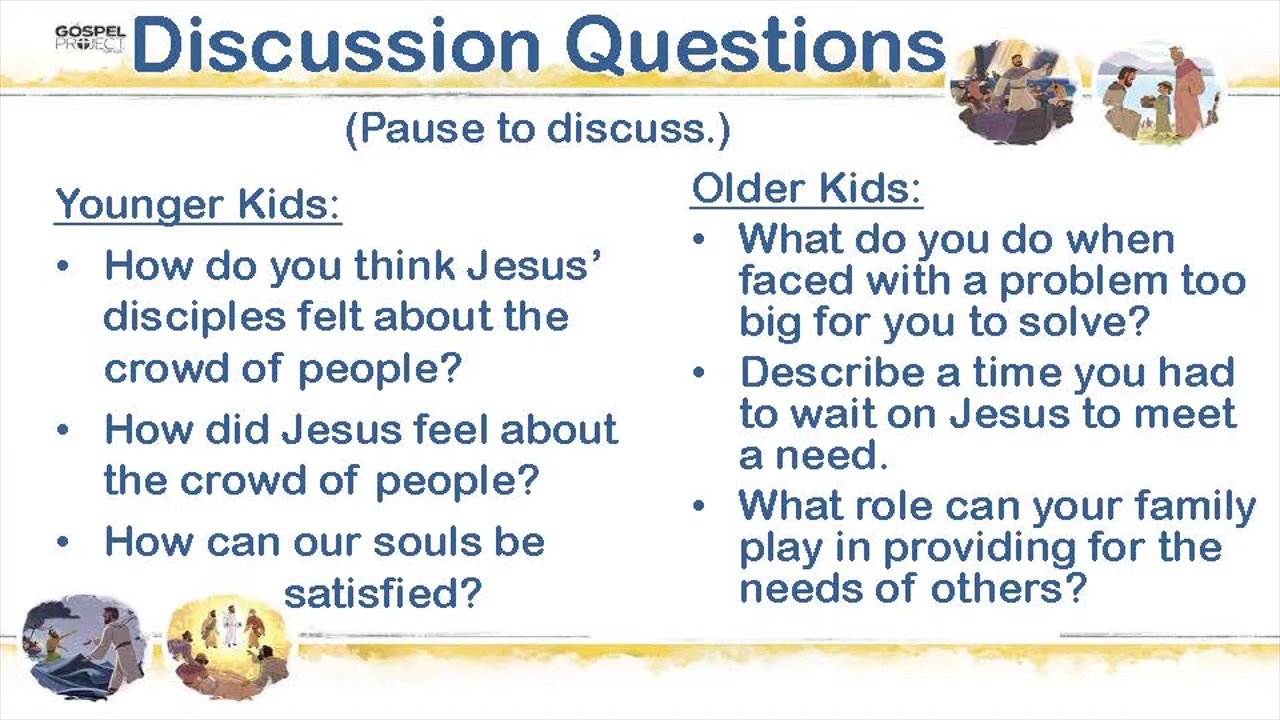 THE GOSPEL PROJECT
Discussion Questions
(Pause to discuss.)
Younger Kids:
• How do you think Jesus’
disciples felt about the
crowd of people?
• How did Jesus feel about
the crowd of people?
• How can our souls be
satisfied?
Older Kids:
• What do you do when
faced with a problem too
big for you to solve?
• Describe a time you had
to wait on Jesus to meet
a need.
• What role can your family
play in providing for the
needs of others?